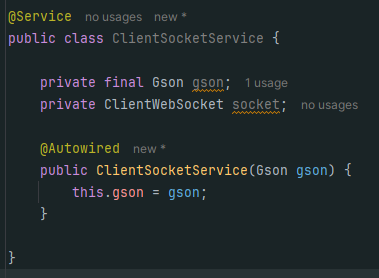 @Service no usages new *
public class ClientSocketService {
private final Gson gson; 1 usage
private ClientWebSocket socket; no usages
@Autowired new *
public ClientSocketService(Gson gson) {
this.gson = gson;
}
}